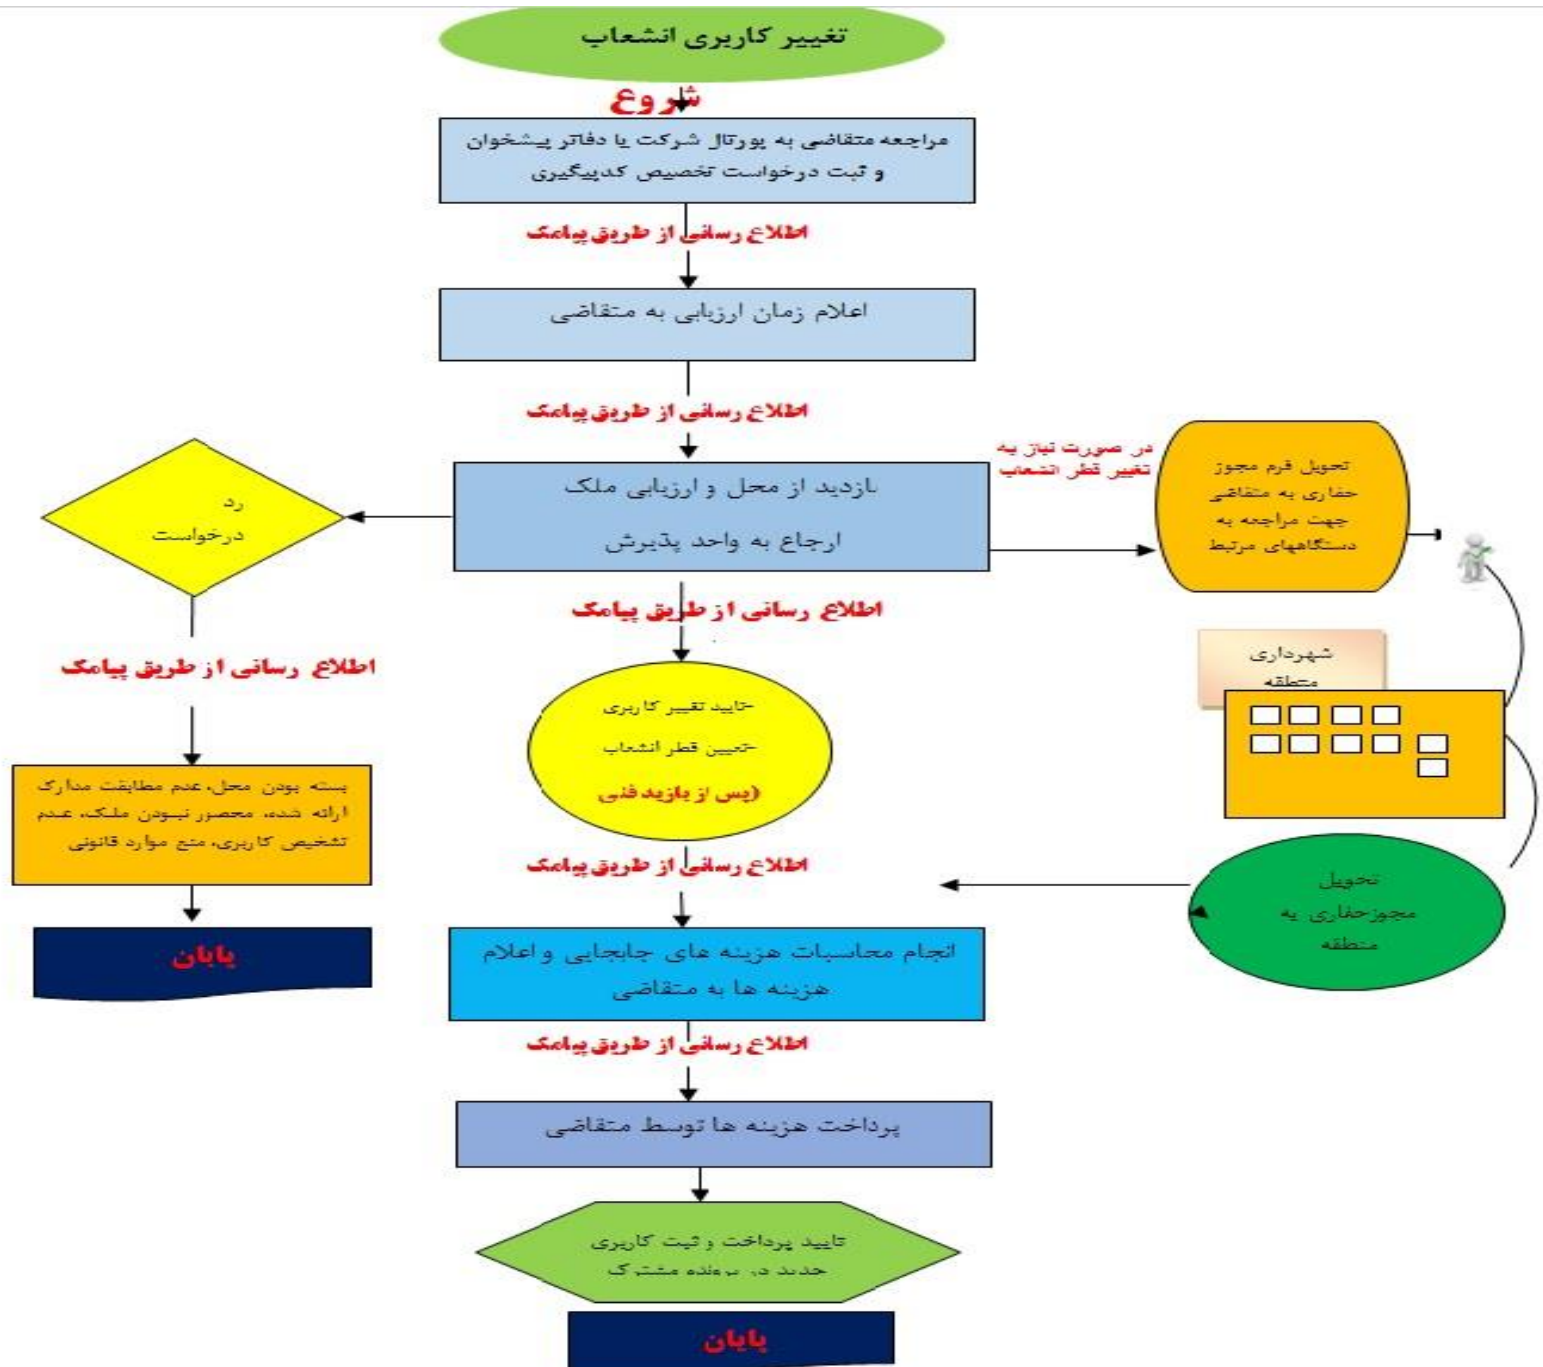 تغییر کاربری انشعاب
شروع
مراجعه متقاضی به پورتال شرکت یا دفاتر پیشخوان
و ثبت درخواست تخصیص کدپیگیری
اطلاع رسانی از طریق پیامک
اعلام زمان ارزیابی به متقاضی
اطلاع رسانی از طریق پیامک
بازدید از محل و ارزیابی ملک
ارجاع به واحد پذیرش
در صورت نیاز به
تغییر قطر انشعاب
تحویل فرم مجوز
حفاری به متقاضی
جهت مراجعه به
دستگاههای مرتبط
رد
درخواست
اطلاع رسانی از طریق پیامک
اطلاع رسانی از طریق پیامک
شهرداری
منطقه
-تایید تغییر کاربری
-تعیین قطر انشعاب
(پس از بازید فنی
بسته بودن محل، عدم مطابقت مدارک
ارائه شده، محصور نبودن ملک، عدم
تشخیص کاربری، منع موارد قانونی
پایان
اطلاع رسانی از طریق پیامک
تحویل
مجوزحفاری به
منطقه
انجام محاسبات هزینه های جابجایی و اعلام
هزینه ها به متقاضی
اطلاع رسانی از طریق پیامک
پرداخت هزینه ها توسط متقاضی
تایید پرداخت و ثبت کاربری
جدید در پرونده مشترک
پایان